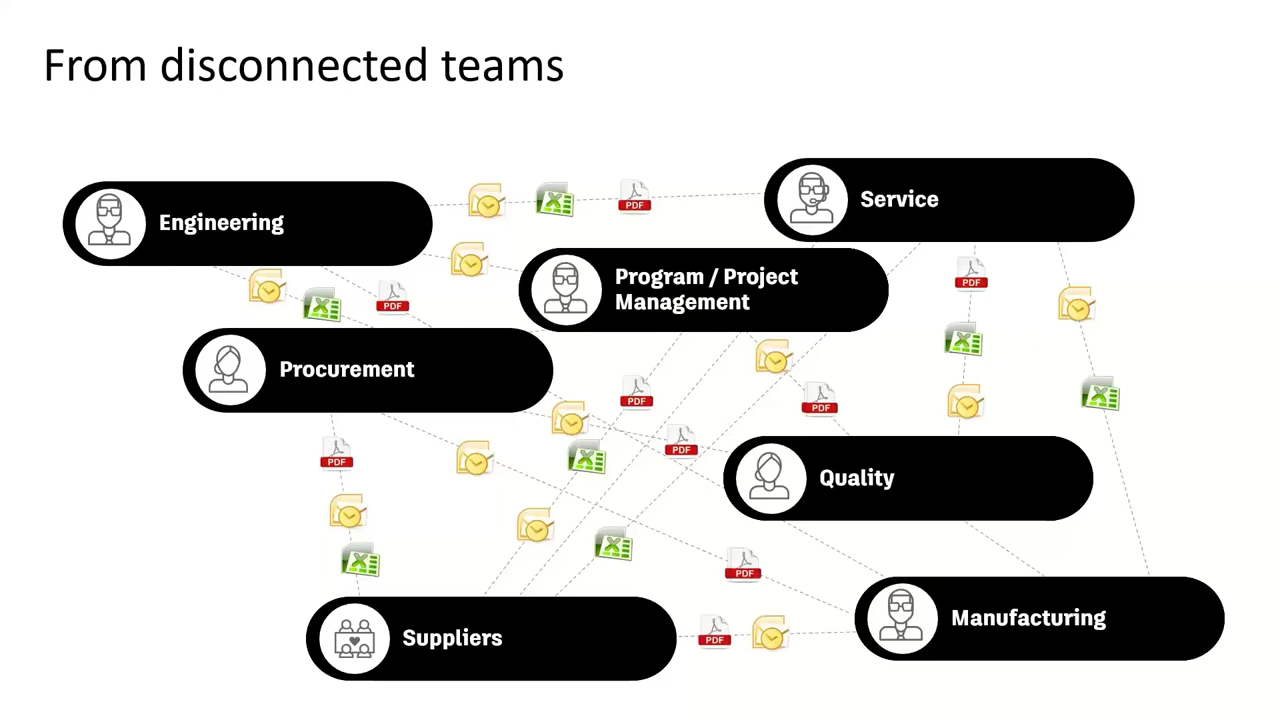 From disconnected teams
Service
Engineering
PDF
Program / Project
Management
PDF
PDF
Procurement
PDF
PDF
PDF
PDF
Quality
PDF
PDF
Manufacturing
Suppliers